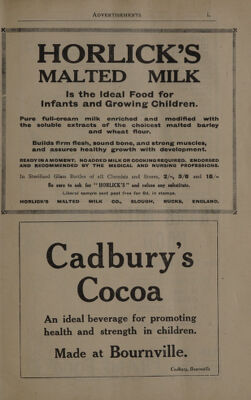 ADVERTISEMENTS
HORLICK'S
MALTED MILK
Is the Ideal Food for
Infants and Growing Children.
Pure full-cream milk enriched and modified with
the soluble extracts of the choicest malted barley
and wheat flour.
Builds firm flesh, sound bone, and strong muscles,
and assures healthy growth with development.
READY IN A MOMENT. NO ADDED MILK OR COOKING REQUIRED. ENDORSED
AND RECOMMENDED BY THE MEDICAL AND NURSING PROFESSIONS.
In Sterilized Glass Bottles of all Chemists and Stores, 2/-, 3/6 and 15/-.
Be sure to ask for "HORLICK'S" and refuse any substitute.
Liberal sample sent post free for 6d. in stamps.
HORLICK'S MALTED MILK CO., SLOUGH, BUCKS, ENGLAND.
Cadbury's
Cocoa
An ideal beverage for promoting
health and strength in children.
Made at Bournville.
Cadbury, Bournville